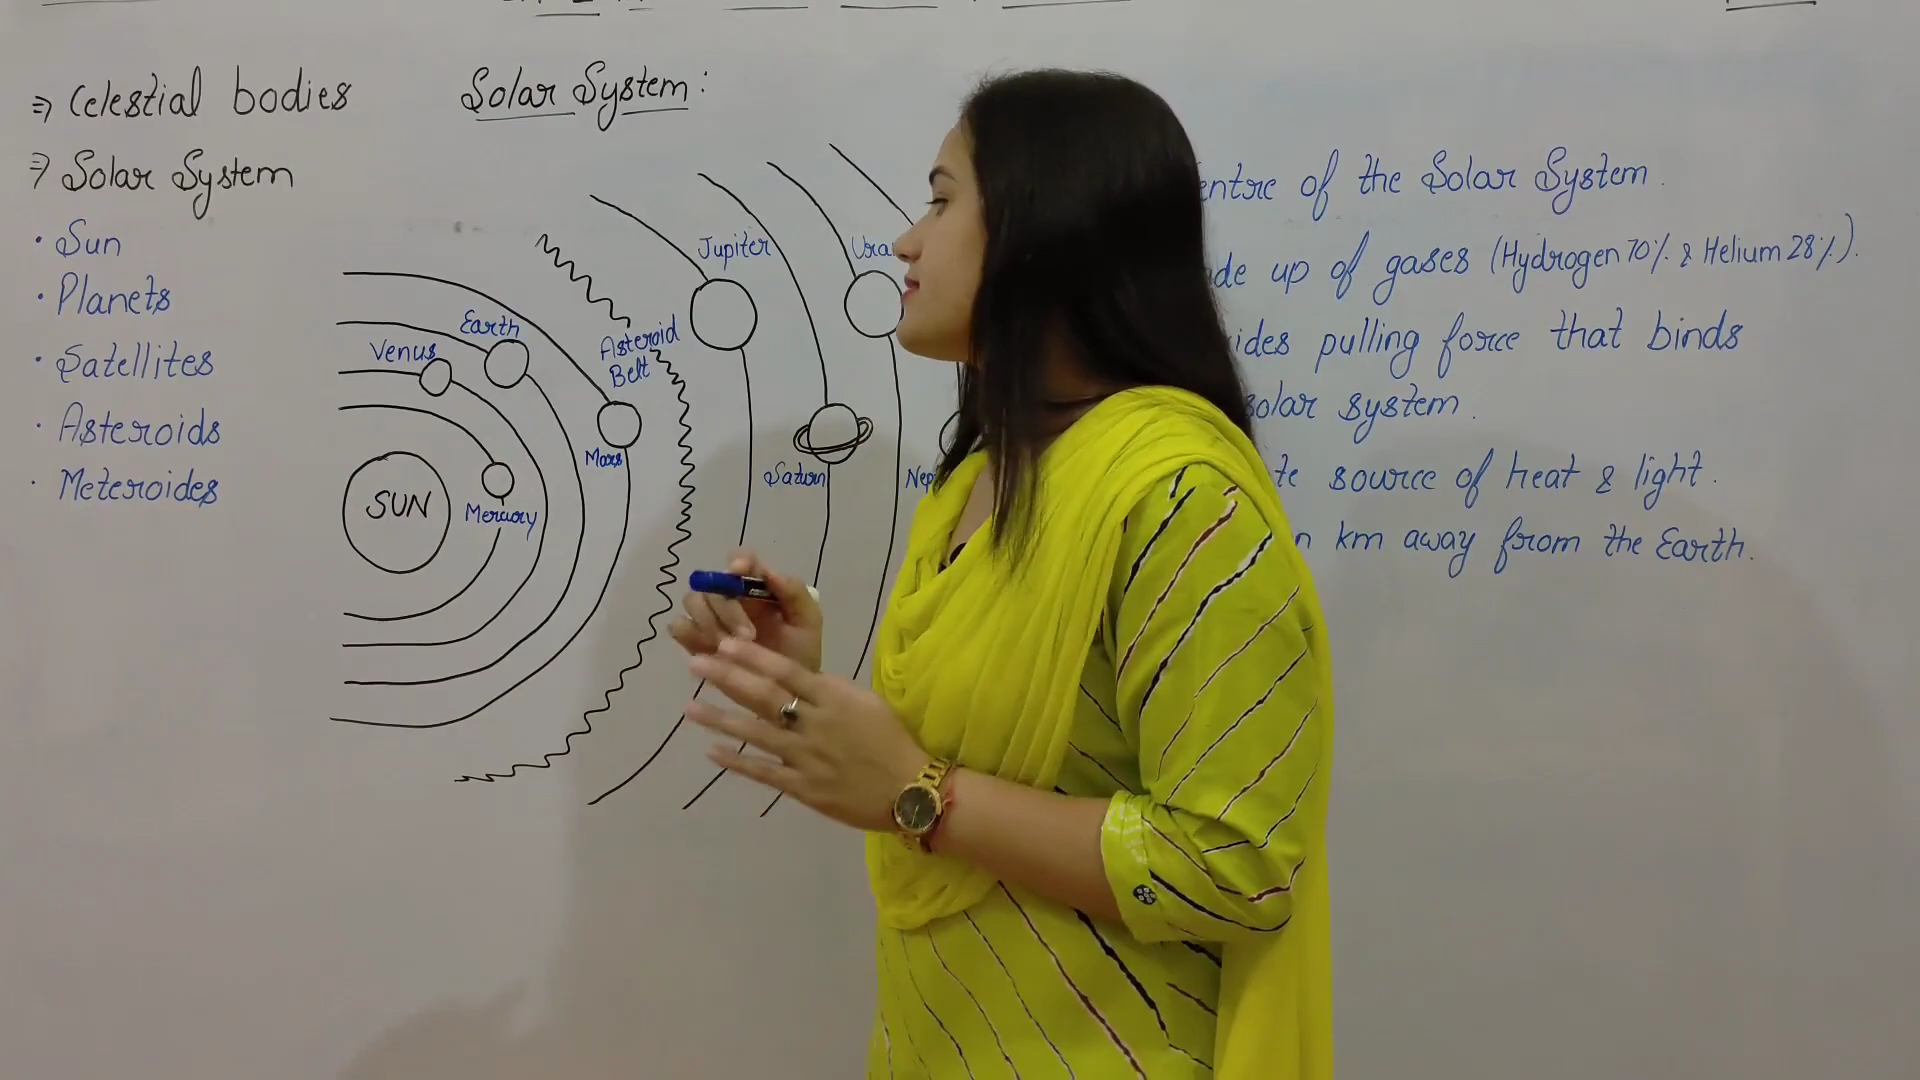 ⇒ Celestial bodies
Solar System:
⇒ Solar System
• Sun
• Planets
• Satellites
• Asteroids
• Meteroides
SUN
Mercury
Venus
Earth
Mars
Asteroid
Belt
Jupiter
Saturn
Ura
Nep
entre of the Solar System.
de up of gases (Hydrogen 70% & Helium 28%).
ides pulling force that binds
solar system.
te source of heat & light.
n km away from the Earth.